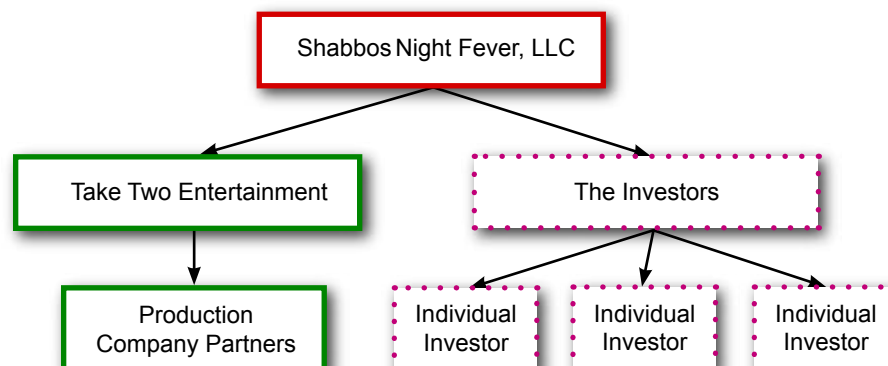 Shabbos Night Fever, LLC
Take Two Entertainment
The Investors
Production
Company Partners
Individual
Investor
Individual
Investor
Individual
Investor